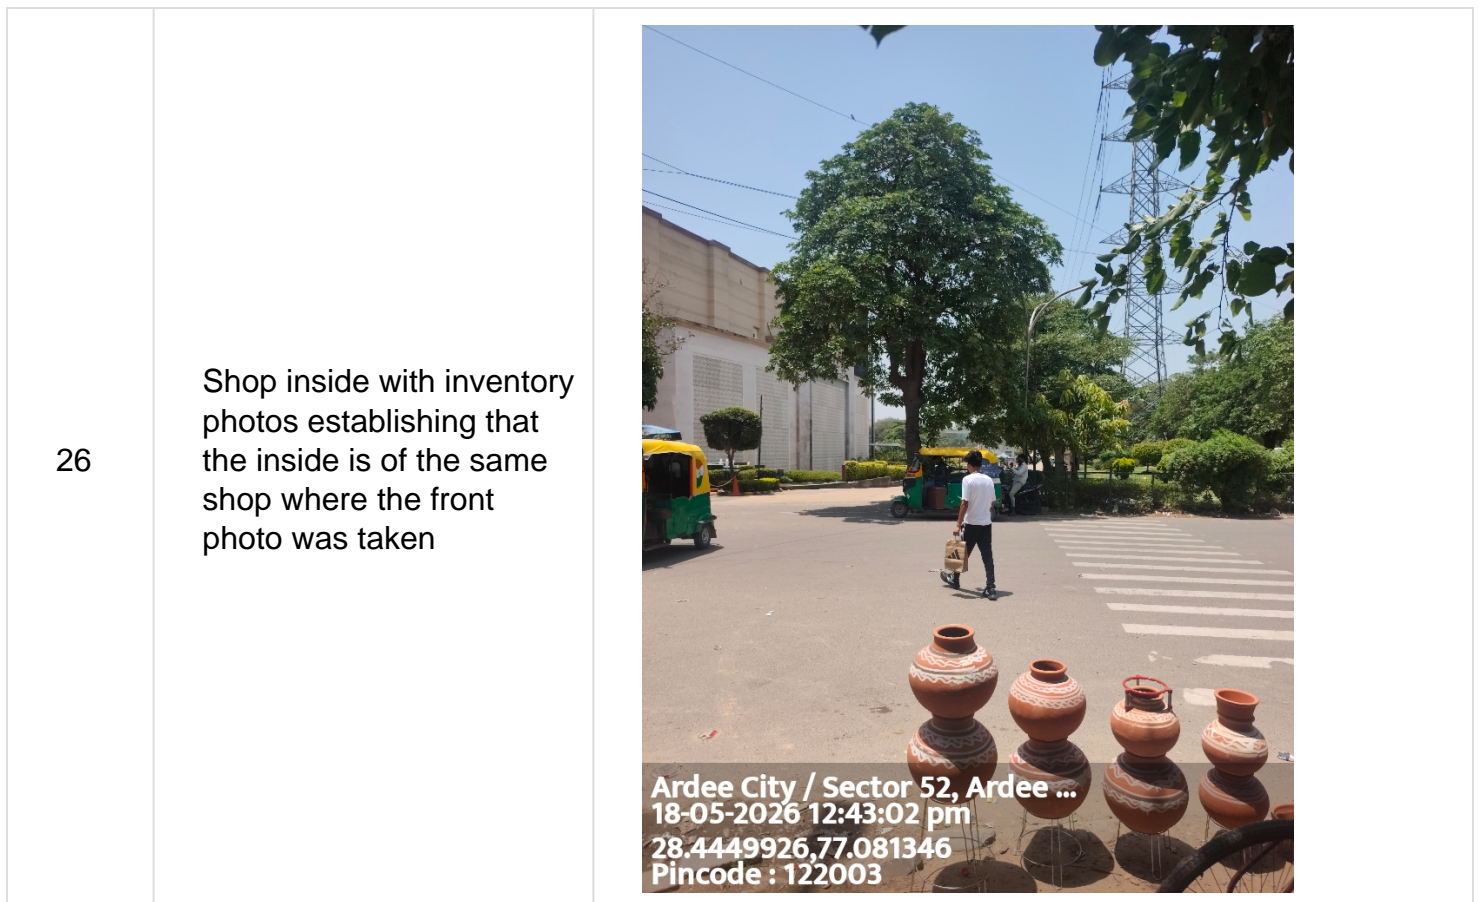 26
Shop inside with inventory
photos establishing that
the inside is of the same
shop where the front
photo was taken
Ardee City / Sector 52, Ardee ...
18-05-2026 12:43:02 pm
28.4449926,77.081346
Pincode : 122003